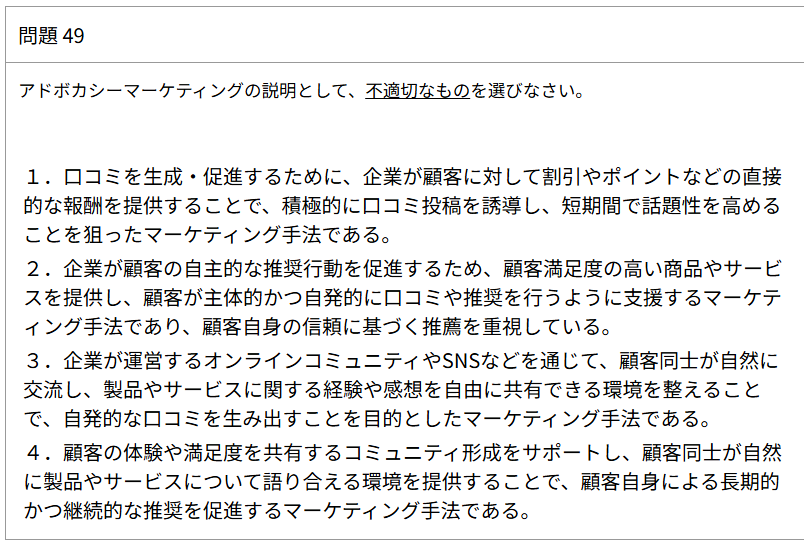 問題 49
アドボカシーマーケティングの説明として、不適切なものを選びなさい。
１．口コミを生成・促進するために、企業が顧客に対して割引やポイントなどの直接
的な報酬を提供することで、積極的に口コミ投稿を誘導し、短期間で話題性を高める
ことを狙ったマーケティング手法である。
２．企業が顧客の自主的な推奨行動を促進するため、顧客満足度の高い商品やサービ
スを提供し、顧客が主体的かつ自発的に口コミや推奨を行うように支援するマーケテ
ィング手法であり、顧客自身の信頼に基づく推薦を重視している。
３．企業が運営するオンラインコミュニティやSNSなどを通じて、顧客同士が自然に
交流し、製品やサービスに関する経験や感想を自由に共有できる環境を整えること
で、自発的な口コミを生み出すことを目的としたマーケティング手法である。
４．顧客の体験や満足度を共有するコミュニティ形成をサポートし、顧客同士が自然
に製品やサービスについて語り合える環境を提供することで、顧客自身による長期的
かつ継続的な推奨を促進するマーケティング手法である。